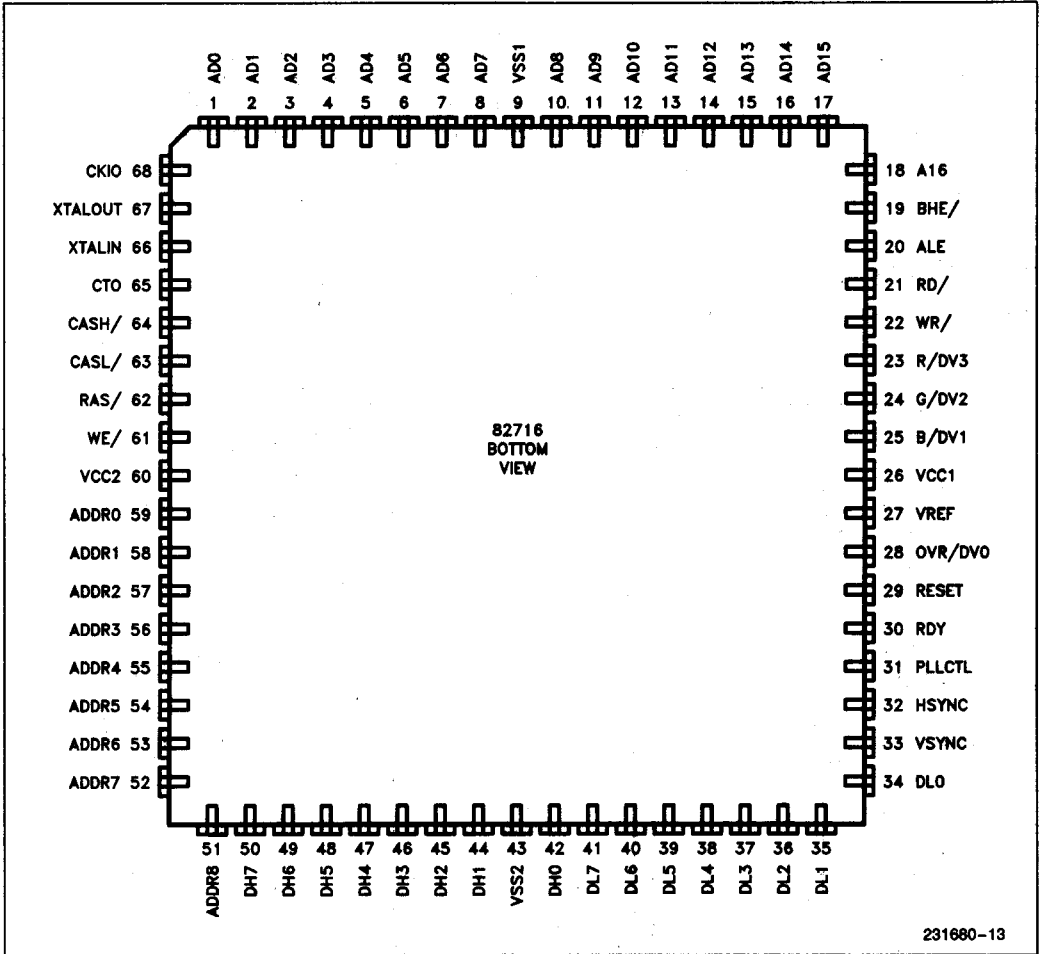 AD0 AD1 AD2 AD3 AD4 AD5 AD6 AD7 VSS1 AD8 AD9 AD10 AD11 AD12 AD13 AD14 AD15
1 2 3 4 5 6 7 8 9 10 11 12 13 14 15 16 17
CKIO 68
XTALOUT 67
XTALIN 66
CTO 65
CASH/ 64
CASL/ 63
RAS/ 62
WE/ 61
VCC2 60
ADDR0 59
ADDR1 58
ADDR2 57
ADDR3 56
ADDR4 55
ADDR5 54
ADDR6 53
ADDR7 52
82716
BOTTOM
VIEW
18 A16
19 BHE/
20 ALE
21 RD/
22 WR/
23 R/DV3
24 G/DV2
25 B/DV1
26 VCC1
27 VREF
28 OVR/DV0
29 RESET
30 RDY
31 PLLCTL
32 HSYNC
33 VSYNC
34 DL0
51 50 49 48 47 46 45 44 43 42 41 40 39 38 37 36 35
ADDR8 DH7 DH6 DH5 DH4 DH3 DH2 DH1 VSS2 DH0 DL7 DL6 DL5 DL4 DL3 DL2 DL1
231680-13